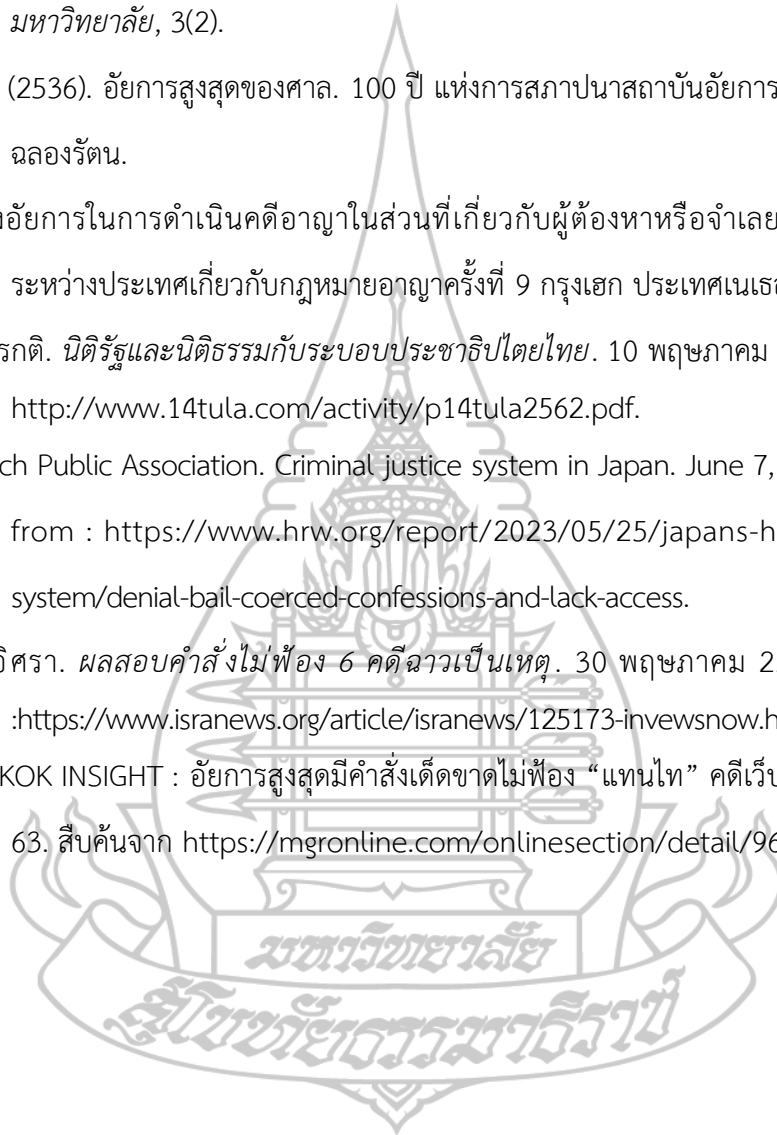 มหาวิทยาลัย, 3(2).
(2536). อัยการสูงสุดของศาล. 100 ปี แห่งการสภาปนาสถาบันอัยการ
ฉลองรัตน.
งอัยการในการดำเนินคดีอาญาในส่วนที่เกี่ยวกับผู้ต้องหาหรือจำเลย
ระหว่างประเทศเกี่ยวกับกฎหมายอาญาครั้งที่ 9 กรุงเฮก ประเทศเนเธอ
รกติ. นิติรัฐและนิติธรรมกับระบอบประชาธิปไตยไทย. 10 พฤษภาคม
http://www.14tula.com/activity/p14tula2562.pdf.
ch Public Association. Criminal justice system in Japan. June 7,
from : https://www.hrw.org/report/2023/05/25/japans-h
system/denial-bail-coerced-confessions-and-lack-access.
อิศรา. ผลสอบคำสั่งไม่ฟ้อง 6 คดีฉาวเป็นเหตุ. 30 พฤษภาคม 2
:https://www.isranews.org/article/isranews/125173-invewsnow.h
KOK INSIGHT : อัยการสูงสุดมีคำสั่งเด็ดขาดไม่ฟ้อง “แทนไท” คดีเว็บ
63. สืบค้นจาก https://mgronline.com/onlinesection/detail/96
มหาวิทยาลัย
สุโขทัยธรรมาธิราช